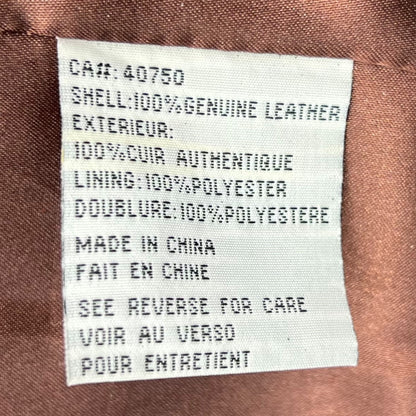 CA#: 40750
SHELL:100%GENUINE LEATHER
EXTERIEUR:
100%CUIR AUTHENTIQUE
LINING:100%POLYESTER
DOUBLURE:100%POLYESTERE
MADE IN CHINA
FAIT EN CHINE
SEE REVERSE FOR CARE
VOIR AU VERSO
POUR ENTRETIENT